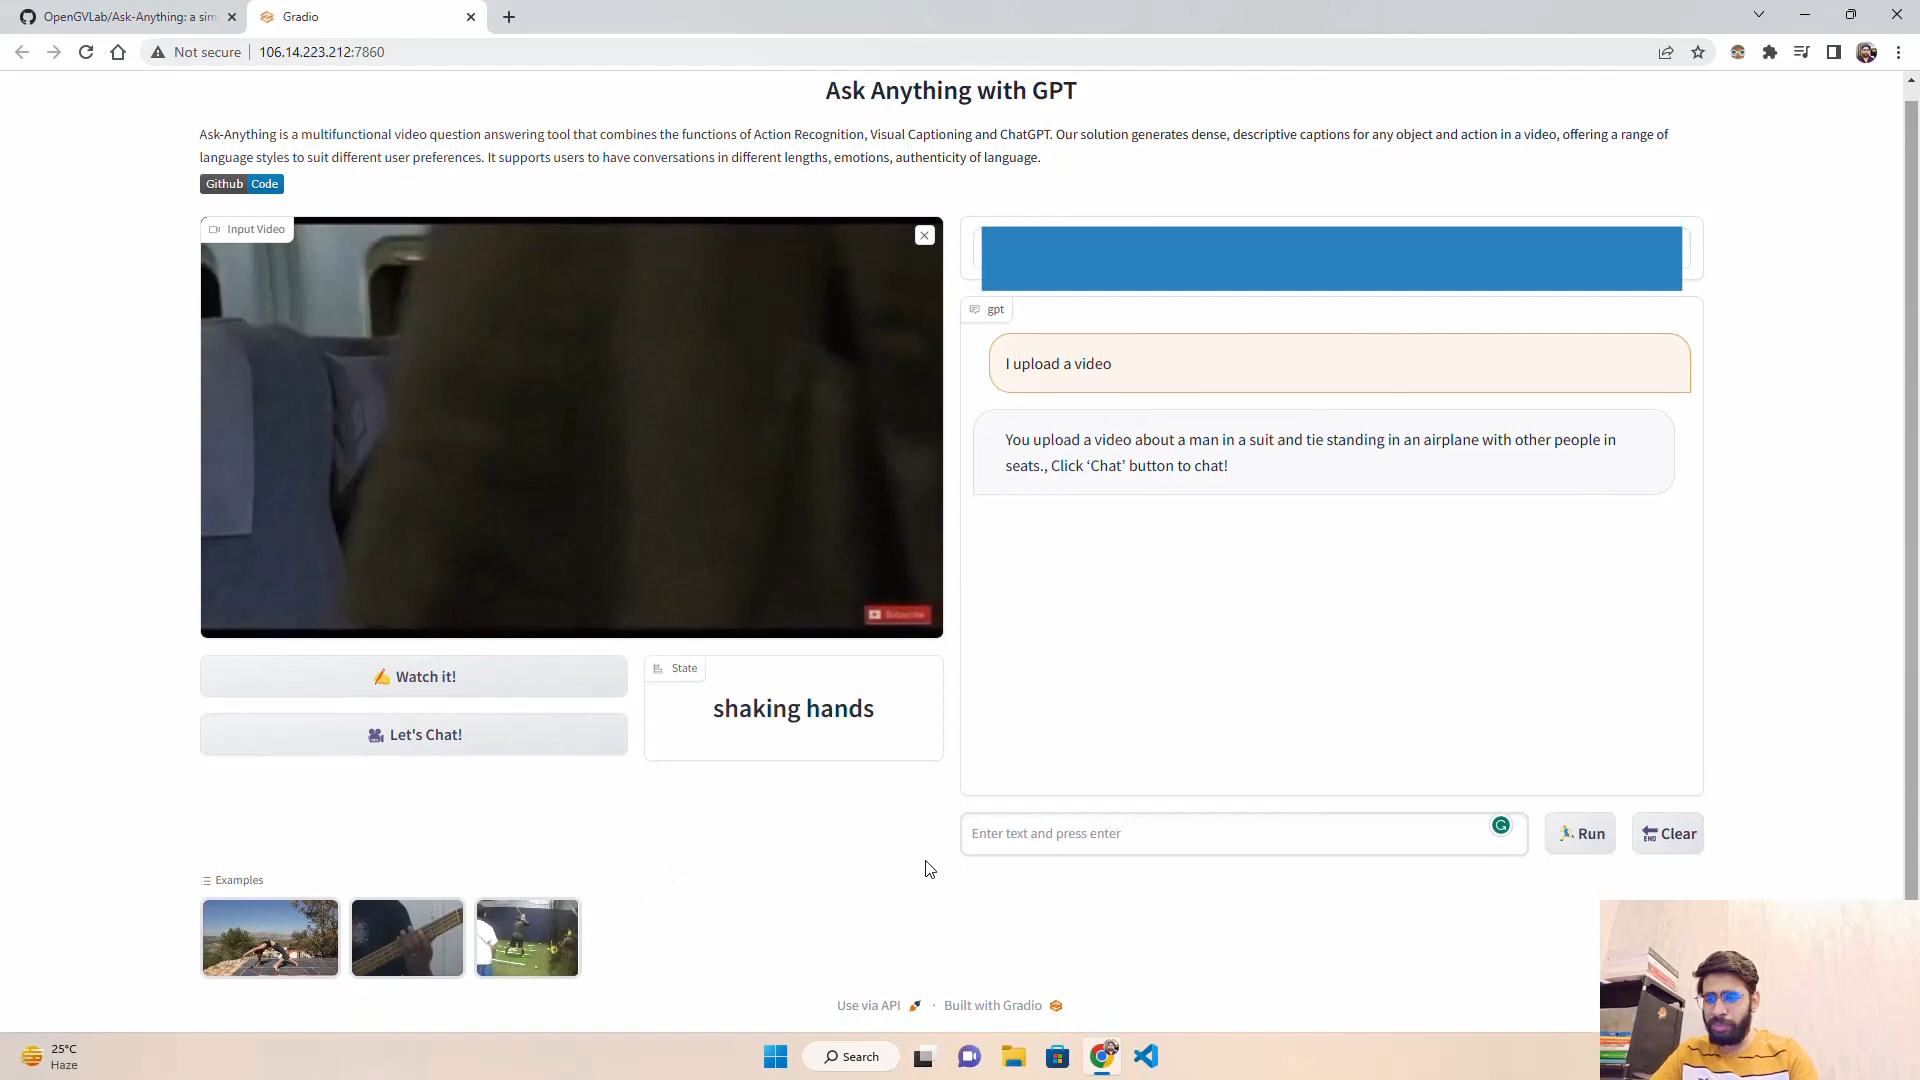 OpenGVLab/Ask-Anything: a sim
Gradio
Not secure
106.14.223.212:7860
Ask Anything with GPT
Ask-Anything is a multifunctional video question answering tool that combines the functions of Action Recognition, Visual Captioning and ChatGPT. Our solution generates dense, descriptive captions for any object and action in a video, offering a range of
language styles to suit different user preferences. It supports users to have conversations in different lengths, emotions, authenticity of language.
Github Code
Input Video
Subscribe
gpt
I upload a video
You upload a video about a man in a suit and tie standing in an airplane with other people in
seats., Click ‘Chat’ button to chat!
Watch it!
State
shaking hands
Let's Chat!
Enter text and press enter
Run
END
Clear
Examples
Use via API · Built with Gradio
25°C
Haze
Search